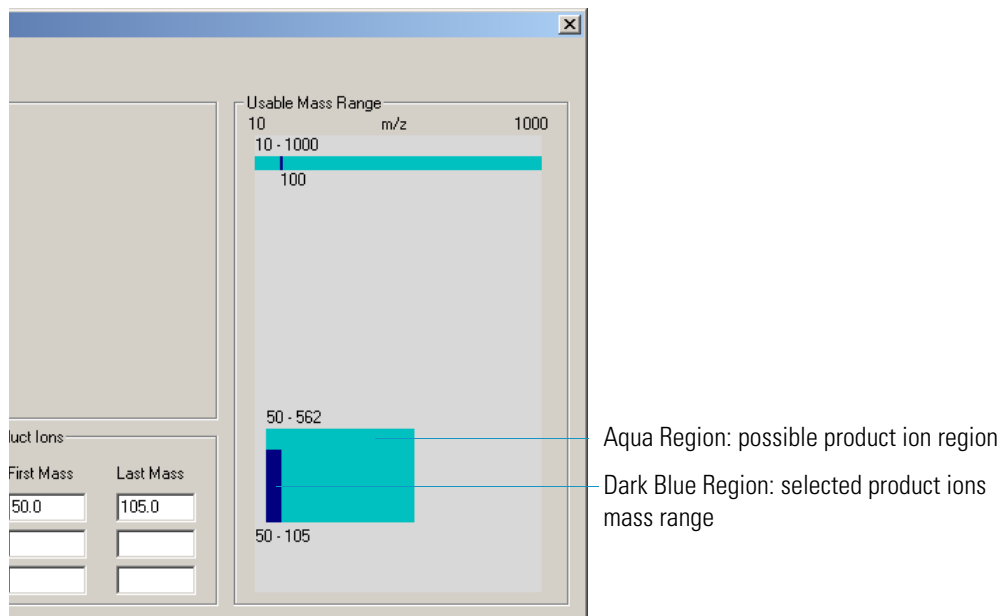 Usable Mass Range
10 m/z 1000
10 - 1000
100
50 - 562
50 - 105
uct Ions
First Mass Last Mass
50.0 105.0
Aqua Region: possible product ion region
Dark Blue Region: selected product ions
mass range